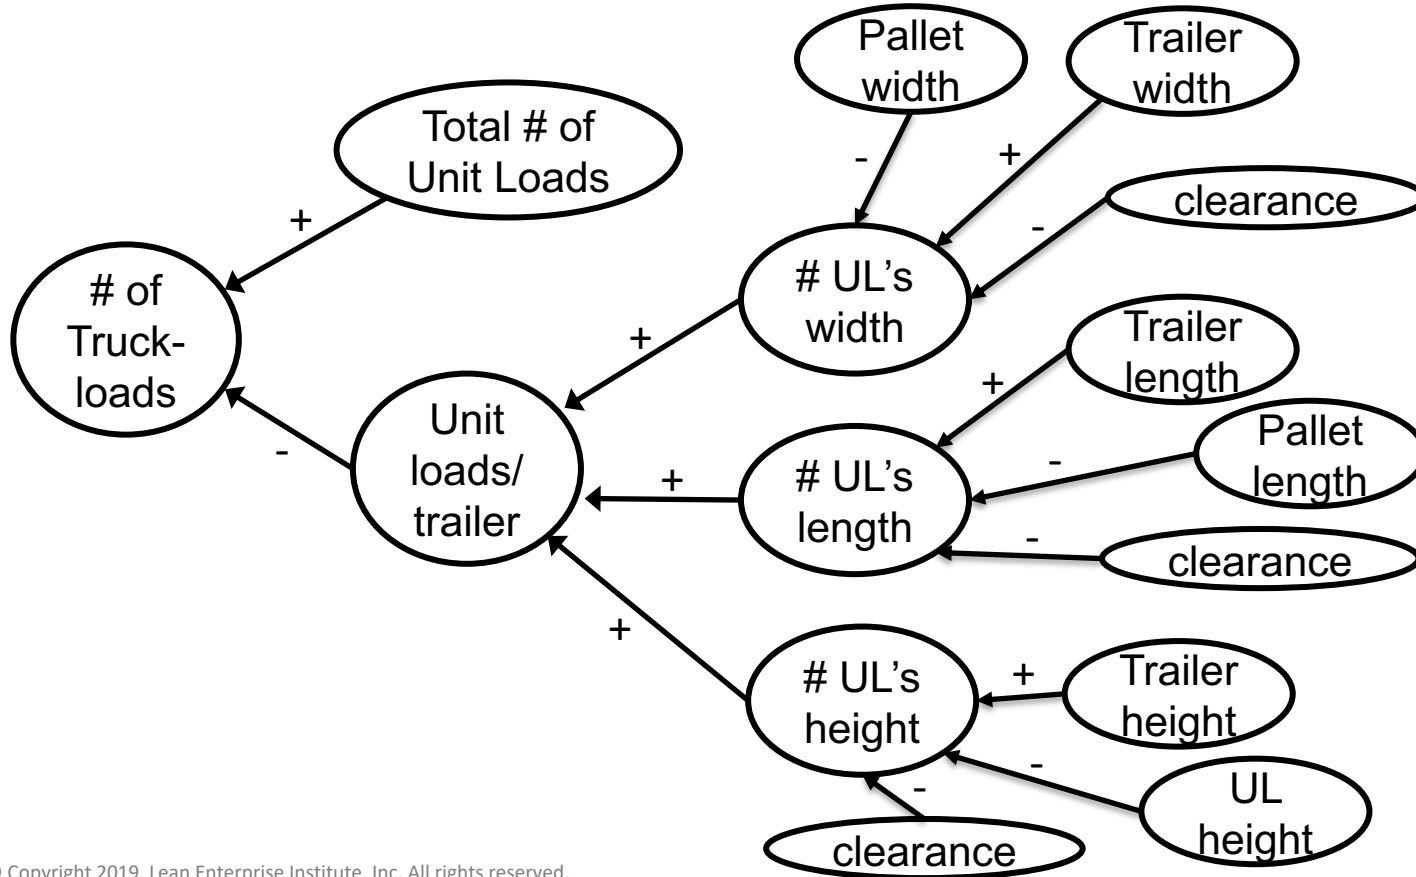 Pallet
width
Trailer
width
Total # of
Unit Loads
-
+
clearance
+
-
# of
Truck-
loads
# UL's
width
Trailer
length
+
+
Unit
loads/
trailer
-
Pallet
length
+
# UL's
length
-
-
clearance
+
# UL's
height
+
Trailer
height
-
-
UL
height
clearance
Copyright 2019, Lean Enterprise Institute, Inc. All rights reserved.